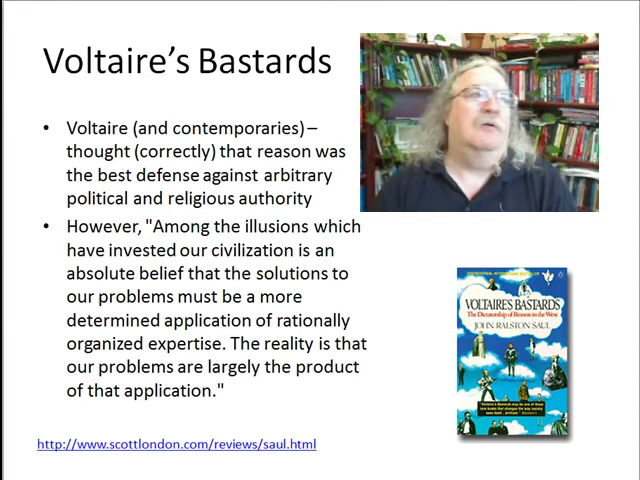 Voltaire's Bastards
• Voltaire (and contemporaries) –
thought (correctly) that reason was
the best defense against arbitrary
political and religious authority
• However, "Among the illusions which
have invested our civilization is an
absolute belief that the solutions to
our problems must be a more
determined application of rationally
organized expertise. The reality is that
our problems are largely the product
of that application."
http://www.scottlondon.com/reviews/saul.html
VOLTAIRE'S BASTARDS
The Dictatorship of Reason in the West
JOHN RALSTON SAUL